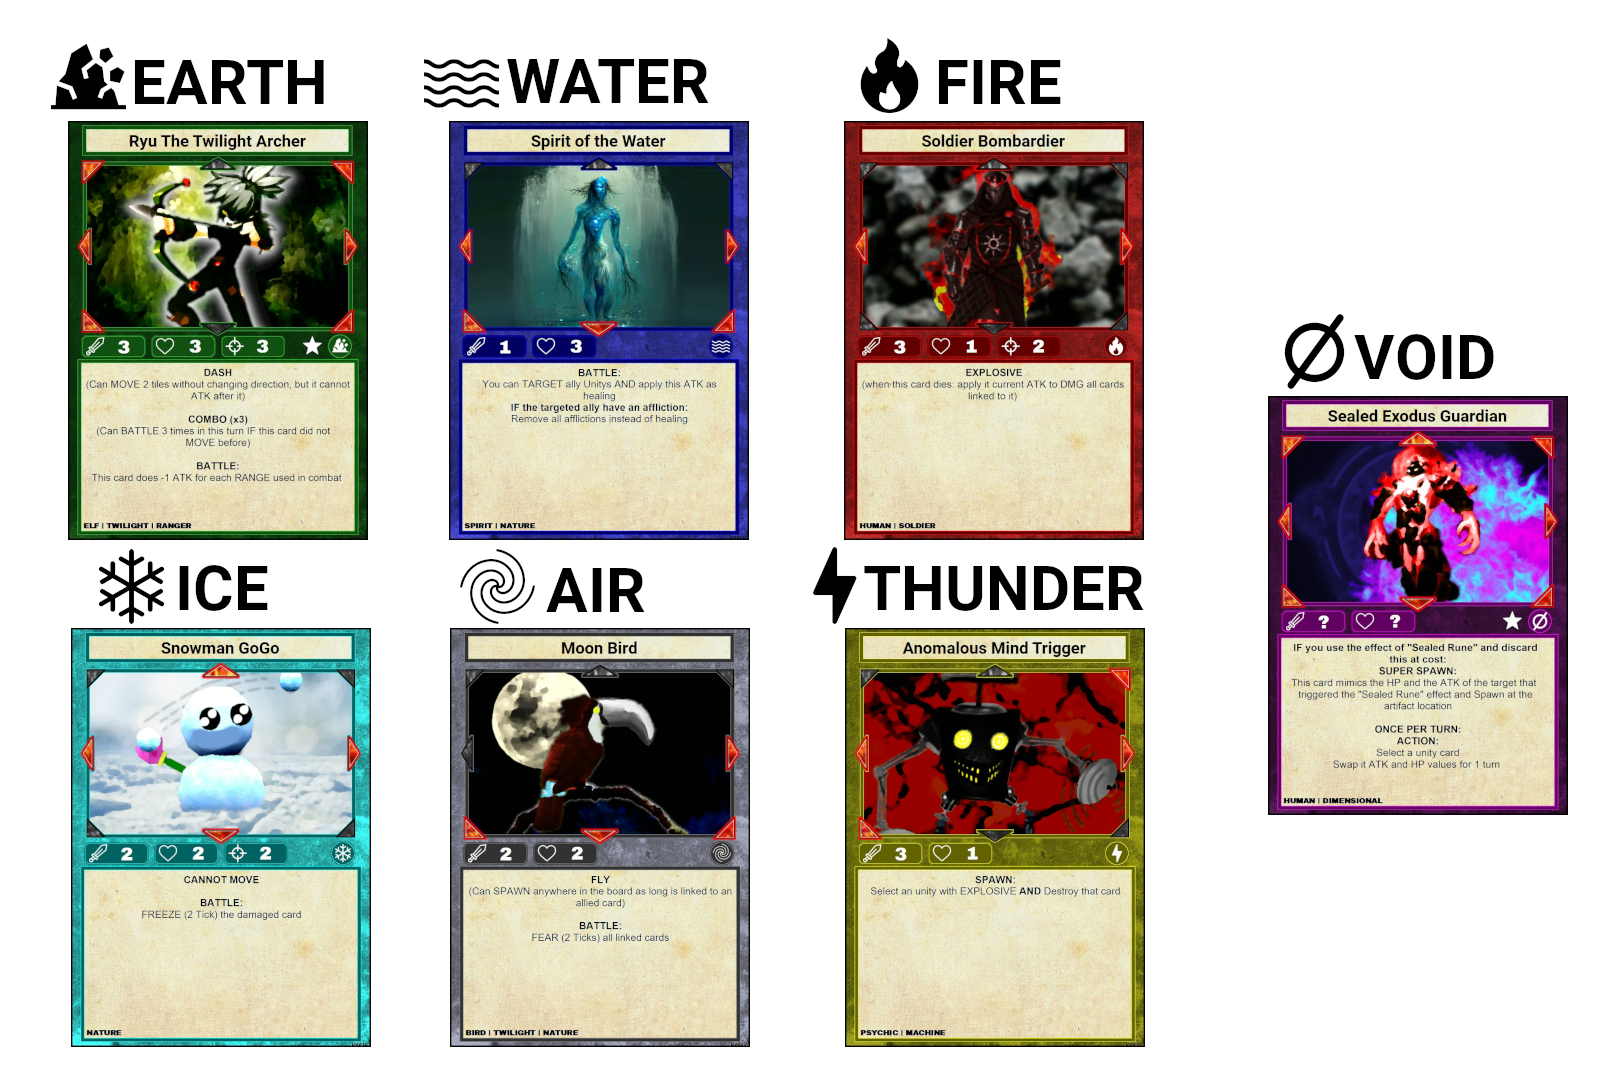 EARTH
Ryu The Twilight Archer
3 3 3
DASH
(Can MOVE 2 tiles without changing direction, but it cannot
ATK after it)
COMBO (x3)
(Can BATTLE 3 times in this turn IF this card did not
MOVE before)
BATTLE:
This card does -1 ATK for each RANGE used in combat
ELF | TWILIGHT | RANGER
WATER
Spirit of the Water
1 3
BATTLE:
You can TARGET ally Unitys AND apply this ATK as
healing
IF the targeted ally have an affliction:
Remove all afflictions instead of healing
SPIRIT | NATURE
FIRE
Soldier Bombardier
3 1 2
EXPLOSIVE
(when this card dies: apply it current ATK to DMG all cards
linked to it)
HUMAN | SOLDIER
ICE
Snowman GoGo
2 2 2
CANNOT MOVE
BATTLE:
FREEZE (2 Tick) the damaged card
NATURE
AIR
Moon Bird
2 2
FLY
(Can SPAWN anywhere in the board as long is linked to an
allied card)
BATTLE:
FEAR (2 Ticks) all linked cards
BIRD | TWILIGHT | NATURE
THUNDER
Anomalous Mind Trigger
3 1
SPAWN:
Select an unity with EXPLOSIVE AND Destroy that card
PSYCHIC | MACHINE
VOID
Sealed Exodus Guardian
? ?
IF you use the effect of "Sealed Rune" and discard
this at cost:
SUPER SPAWN:
This card mimics the HP and the ATK of the target that
triggered the "Sealed Rune" effect and Spawn at the
artifact location
ONCE PER TURN:
ACTION:
Select a unity card
Swap it ATK and HP values for 1 turn
HUMAN | DIMENSIONAL